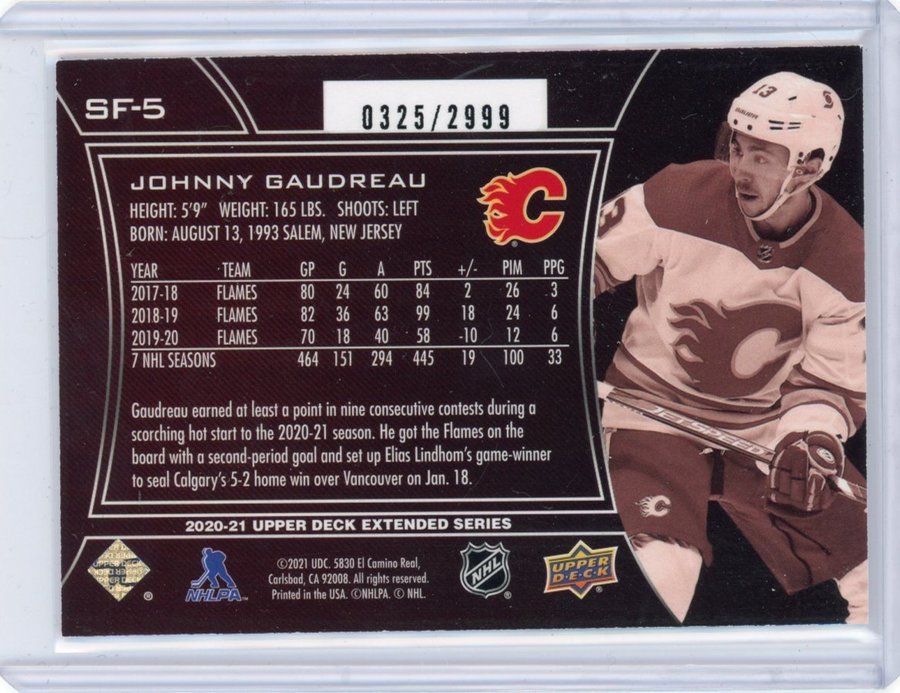 SF-5
0325/2999
JOHNNY GAUDREAU
HEIGHT: 5'9" WEIGHT: 165 LBS. SHOOTS: LEFT
BORN: AUGUST 13, 1993 SALEM, NEW JERSEY
YEAR TEAM GP G A PTS +/- PIM PPG
2017-18 FLAMES 80 24 60 84 2 26 3
2018-19 FLAMES 82 36 63 99 18 24 6
2019-20 FLAMES 70 18 40 58 -10 12 6
7 NHL SEASONS 464 151 294 445 19 100 33
Gaudreau earned at least a point in nine consecutive contests during a
scorching hot start to the 2020-21 season. He got the Flames on the
board with a second-period goal and set up Elias Lindhom's game-winner
to seal Calgary's 5-2 home win over Vancouver on Jan. 18.
2020-21 UPPER DECK EXTENDED SERIES
UPPER DECK
®
NHLPA
©2021 UDC. 5830 El Camino Real,
Carlsbad, CA 92008. All rights reserved.
Printed in the USA. ©NHLPA. © NHL.
NHL
®
UPPER
DECK
®
C
®
13
BAUER
13
JETSPEED